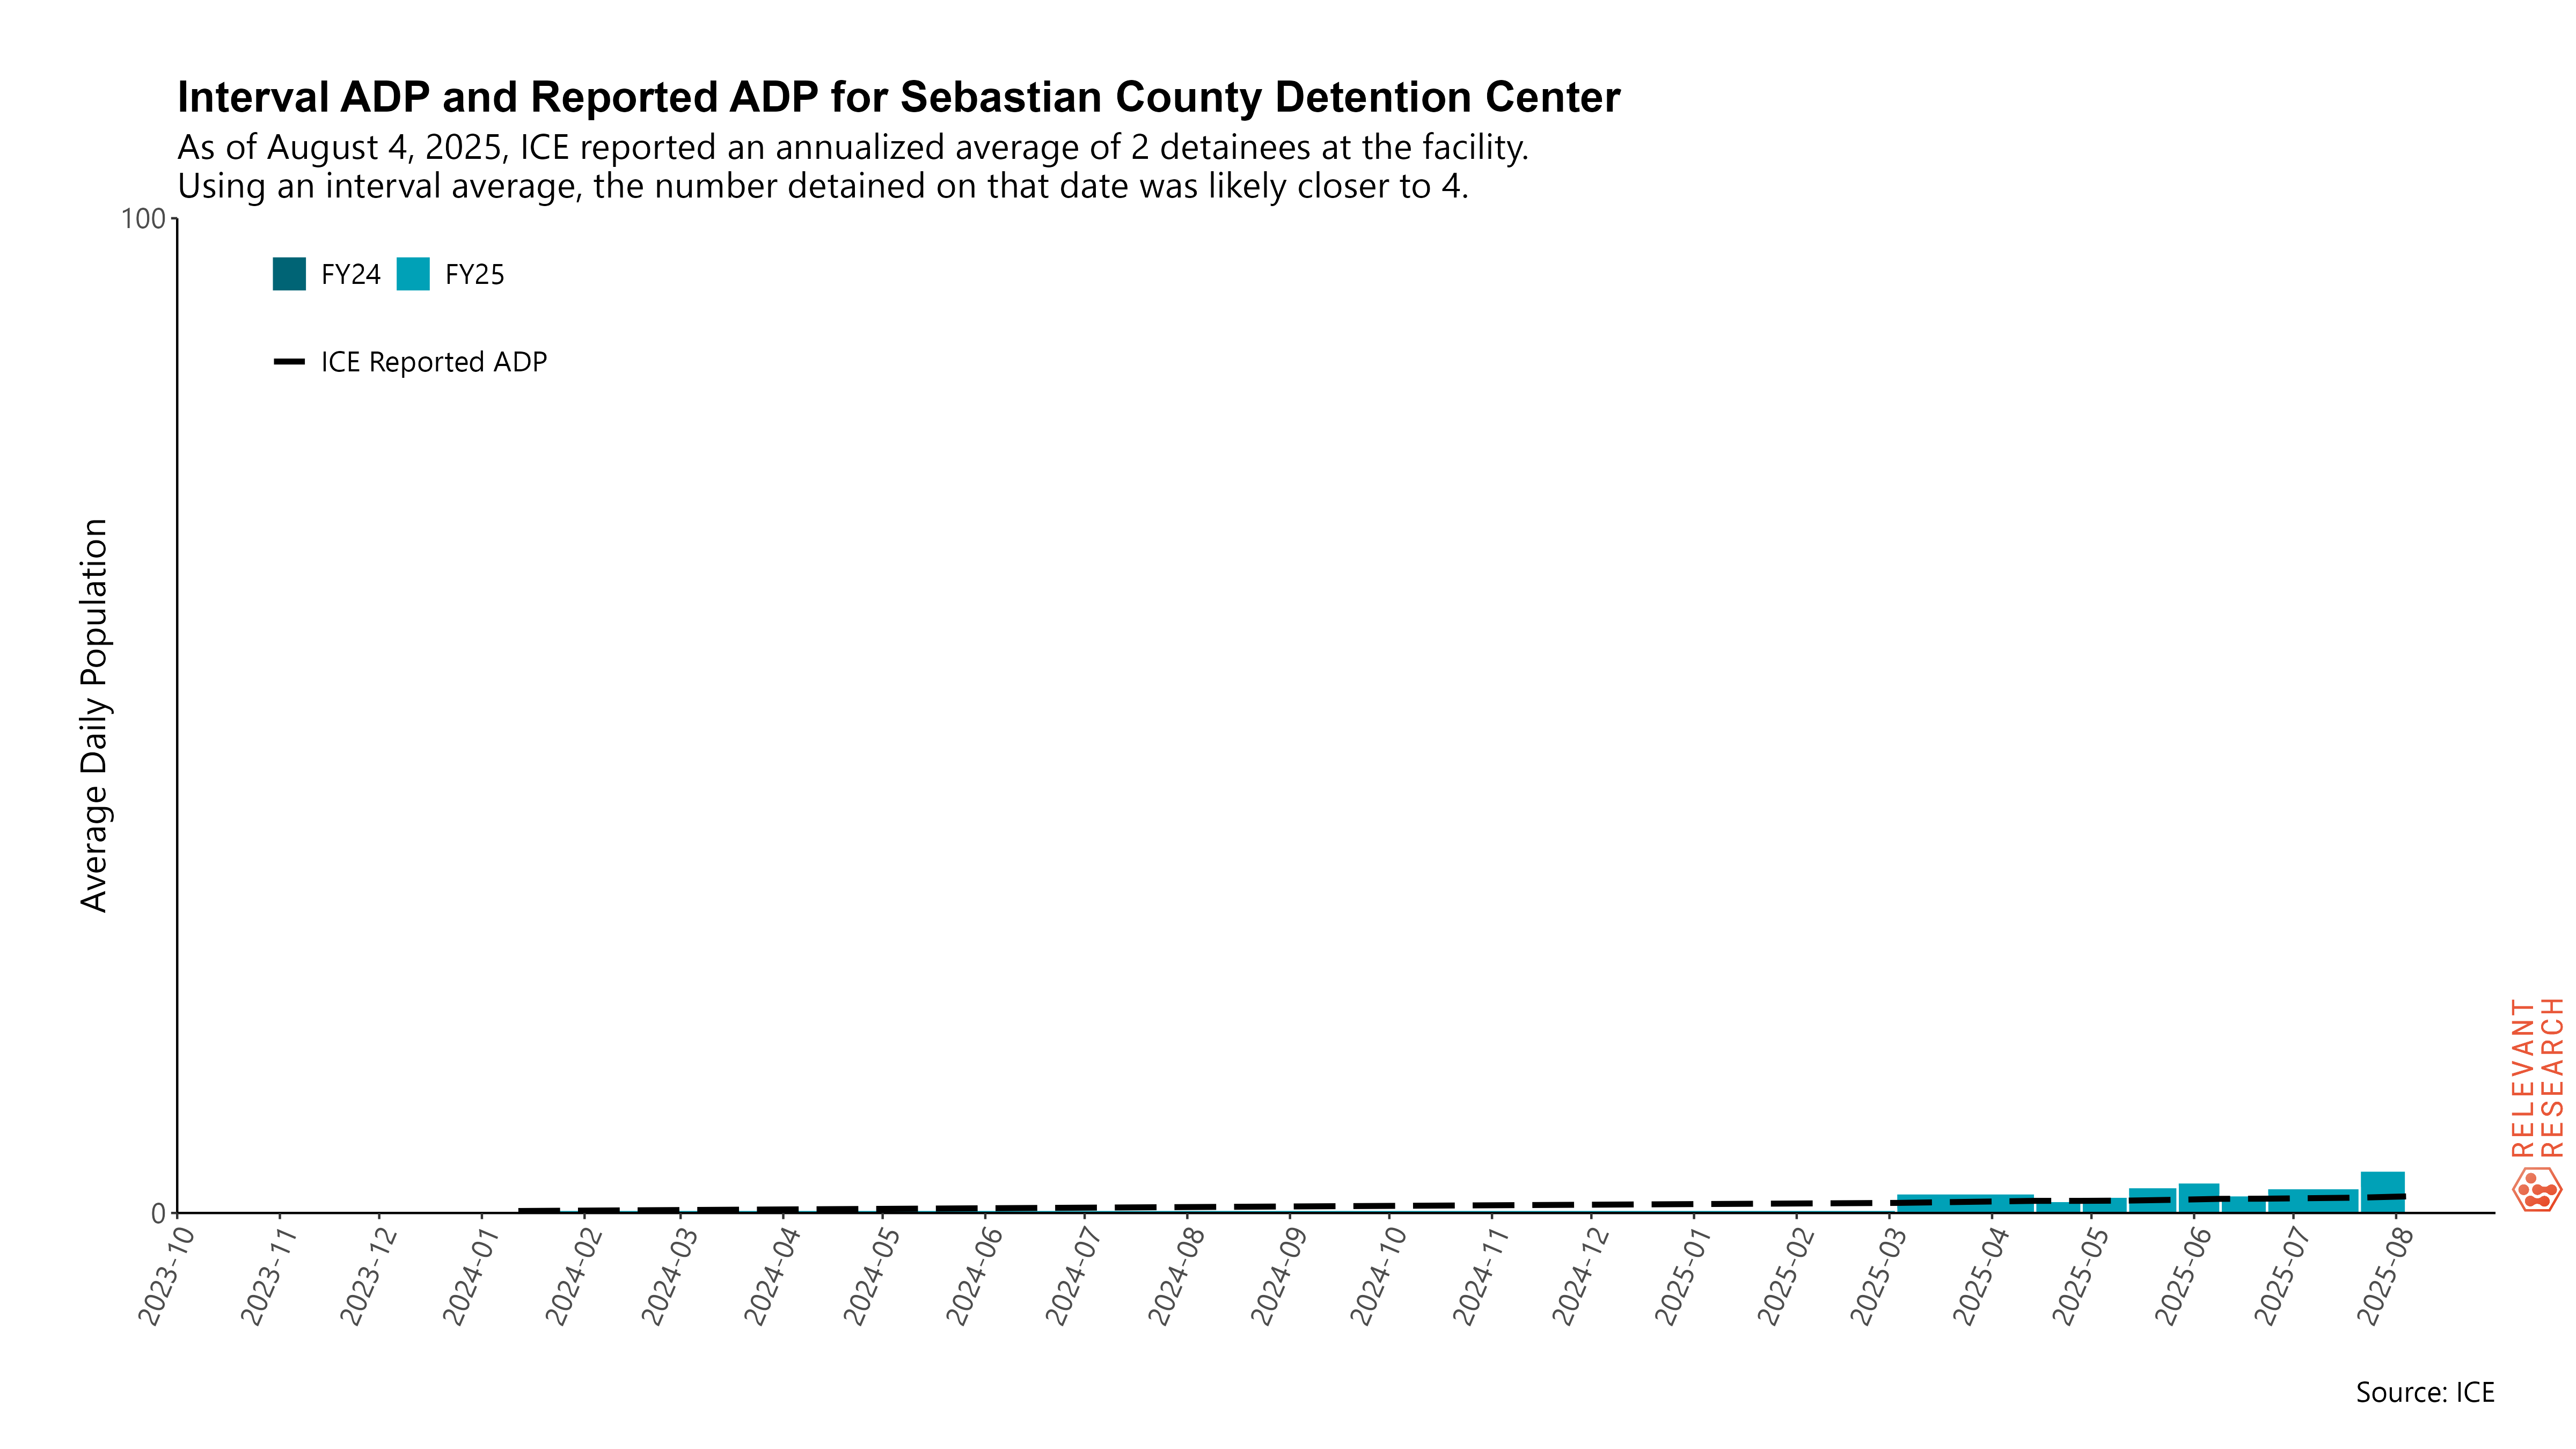 Interval ADP and Reported ADP for Sebastian County Detention Center
As of August 4, 2025, ICE reported an annualized average of 2 detainees at the facility.
Using an interval average, the number detained on that date was likely closer to 4.
100
FY24 FY25
ICE Reported ADP
Average Daily Population
0
2023-10 2023-11 2023-12 2024-01 2024-02 2024-03 2024-04 2024-05 2024-06 2024-07 2024-08 2024-09 2024-10 2024-11 2024-12 2025-01 2025-02 2025-03 2025-04 2025-05 2025-06 2025-07 2025-08
RELEVANT
RESEARCH
Source: ICE